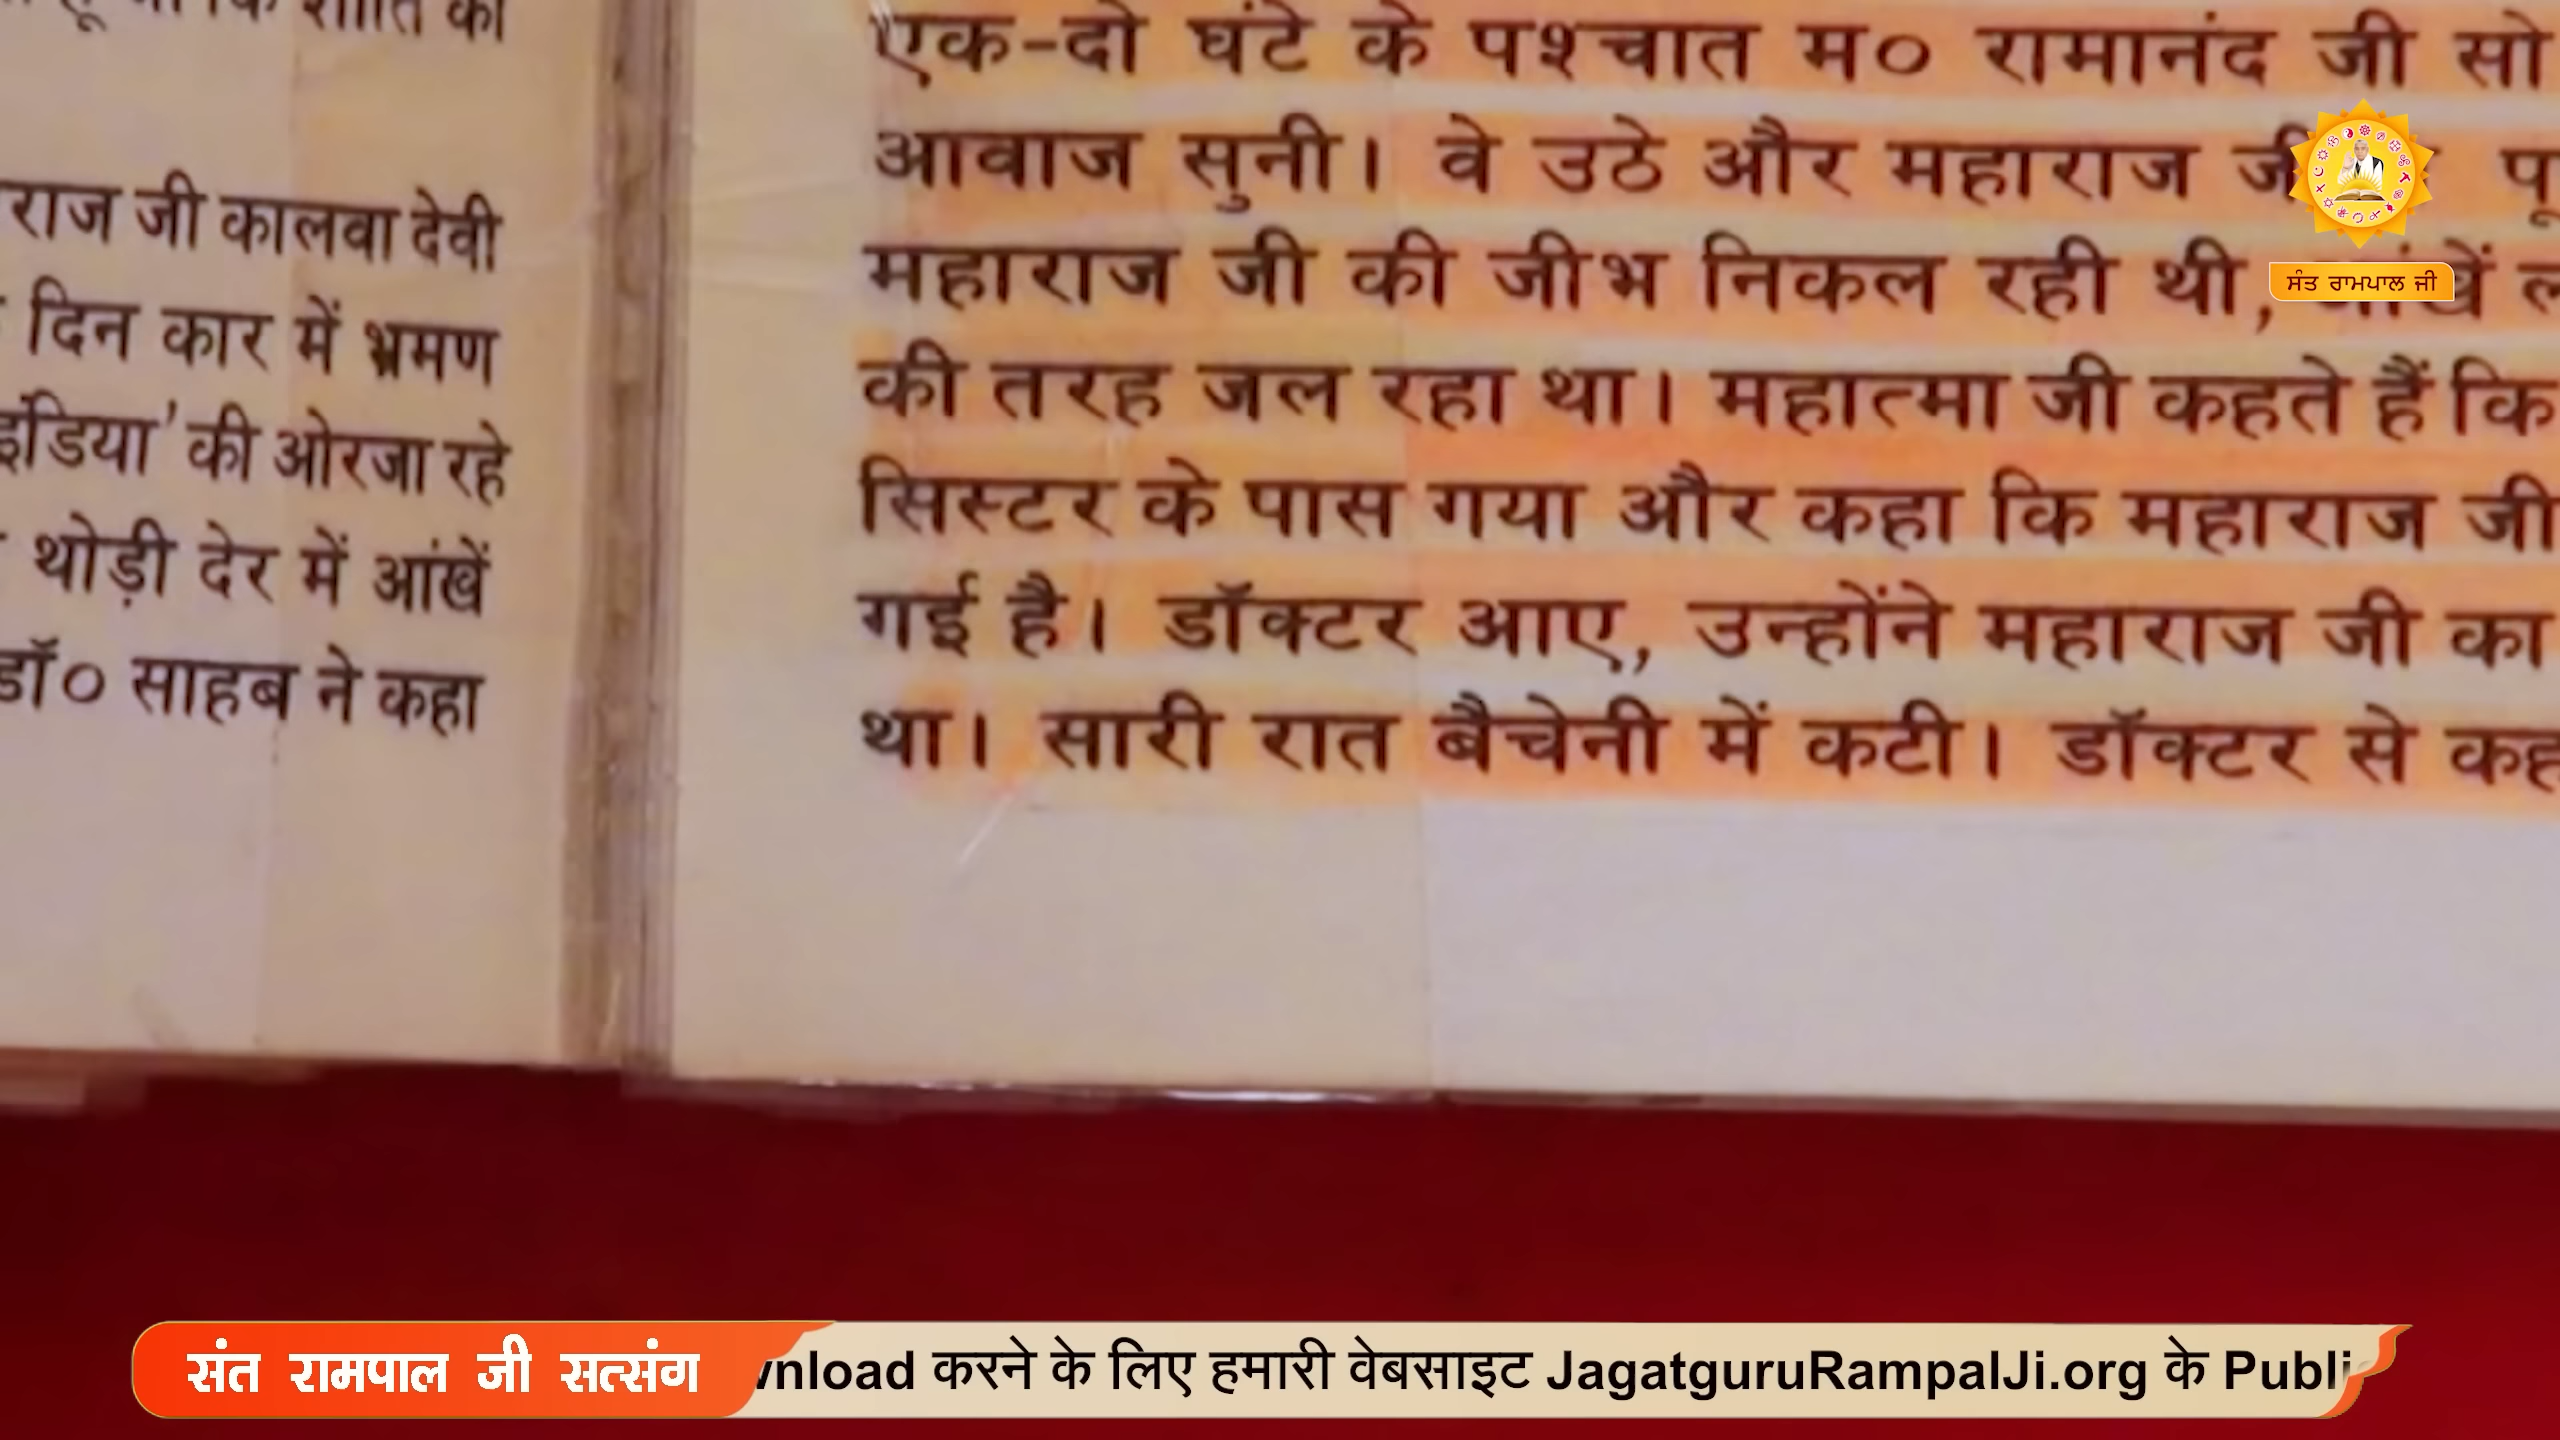 शांति की
राज जी कालवा देवी
दिन कार में भ्रमण
इंडिया' की ओर जा रहे
थोड़ी देर में आंखें
डॉ० साहब ने कहा
एक-दो घंटे के पश्चात म० रामानंद जी सो
आवाज सुनी। वे उठे और महाराज
महाराज जी की जीभ निकल रही थी,
की तरह जल रहा था। महात्मा जी कहते हैं कि
सिस्टर के पास गया और कहा कि महाराज जी
गई है। डॉक्टर आए, उन्होंने महाराज जी का
था। सारी रात बैचेनी में कटी। डॉक्टर से कह
ਸੰਤ ਰਾਮਪਾਲ ਜੀ
संत रामपाल जी सत्संग
wnload करने के लिए हमारी वेबसाइट JagatguruRampalJi.org के Publi